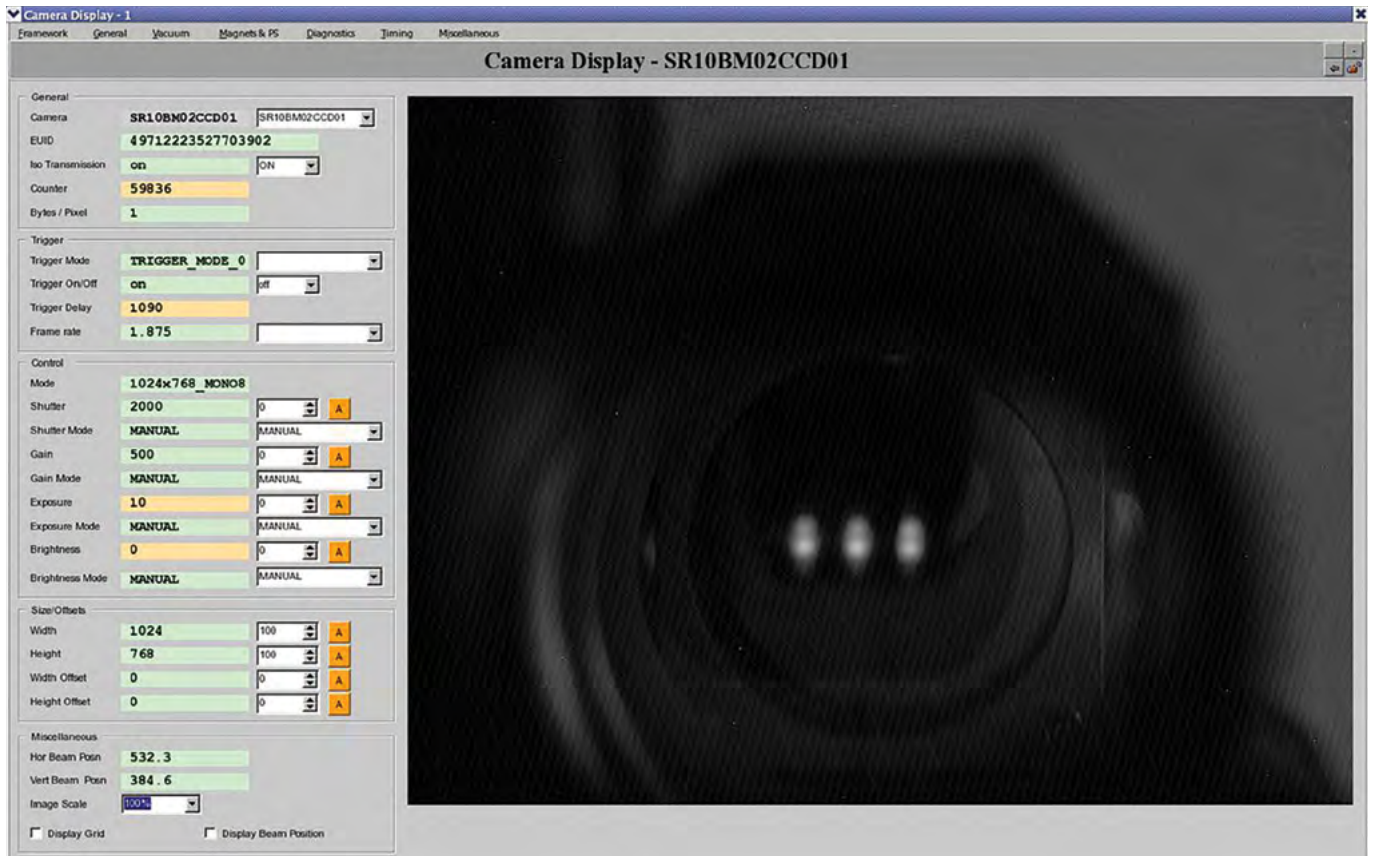 Camera Display - 1
Framework General Vacuum Magnets & PS Diagnostics Timing Miscellaneous
Camera Display - SR10BM02CCD01
General
Camera SR10BM02CCD01 SR10BM02CCD01
EUID 49712223527703902
Iso Transmission on ON
Counter 59836
Bytes / Pixel 1
Trigger
Trigger Mode TRIGGER_MODE_0
Trigger On/Off on off
Trigger Delay 1090
Frame rate 1.875
Control
Mode 1024x768_MONO8
Shutter 2000 0 A
Shutter Mode MANUAL MANUAL
Gain 500 0 A
Gain Mode MANUAL MANUAL
Exposure 10 0 A
Exposure Mode MANUAL MANUAL
Brightness 0 0 A
Brightness Mode MANUAL MANUAL
Size/Offsets
Width 1024 100 A
Height 768 100 A
Width Offset 0 0 A
Height Offset 0 0 A
Miscellaneous
Hor Beam Posn 532.3
Vert Beam Posn 384.6
Image Scale 100%
Display Grid Display Beam Position